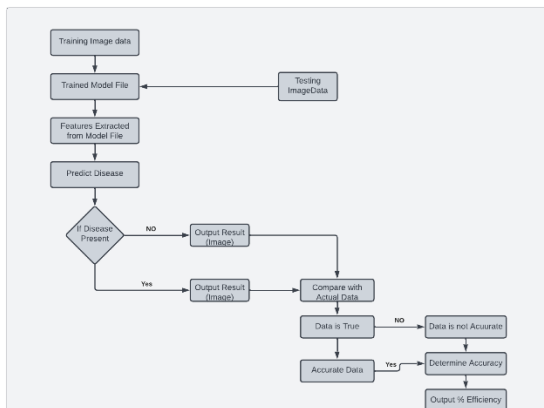 Training Image data
Trained Model File
Testing
ImageData
Features Extracted
from Model File
Predict Disease
If Disease
Present
NO
Output Result
(Image)
Yes
Output Result
(Image)
Compare with
Actual Data
Data is True
NO
Data is not Acuurate
Accurate Data
Yes
Determine Accuracy
Output % Efficiency